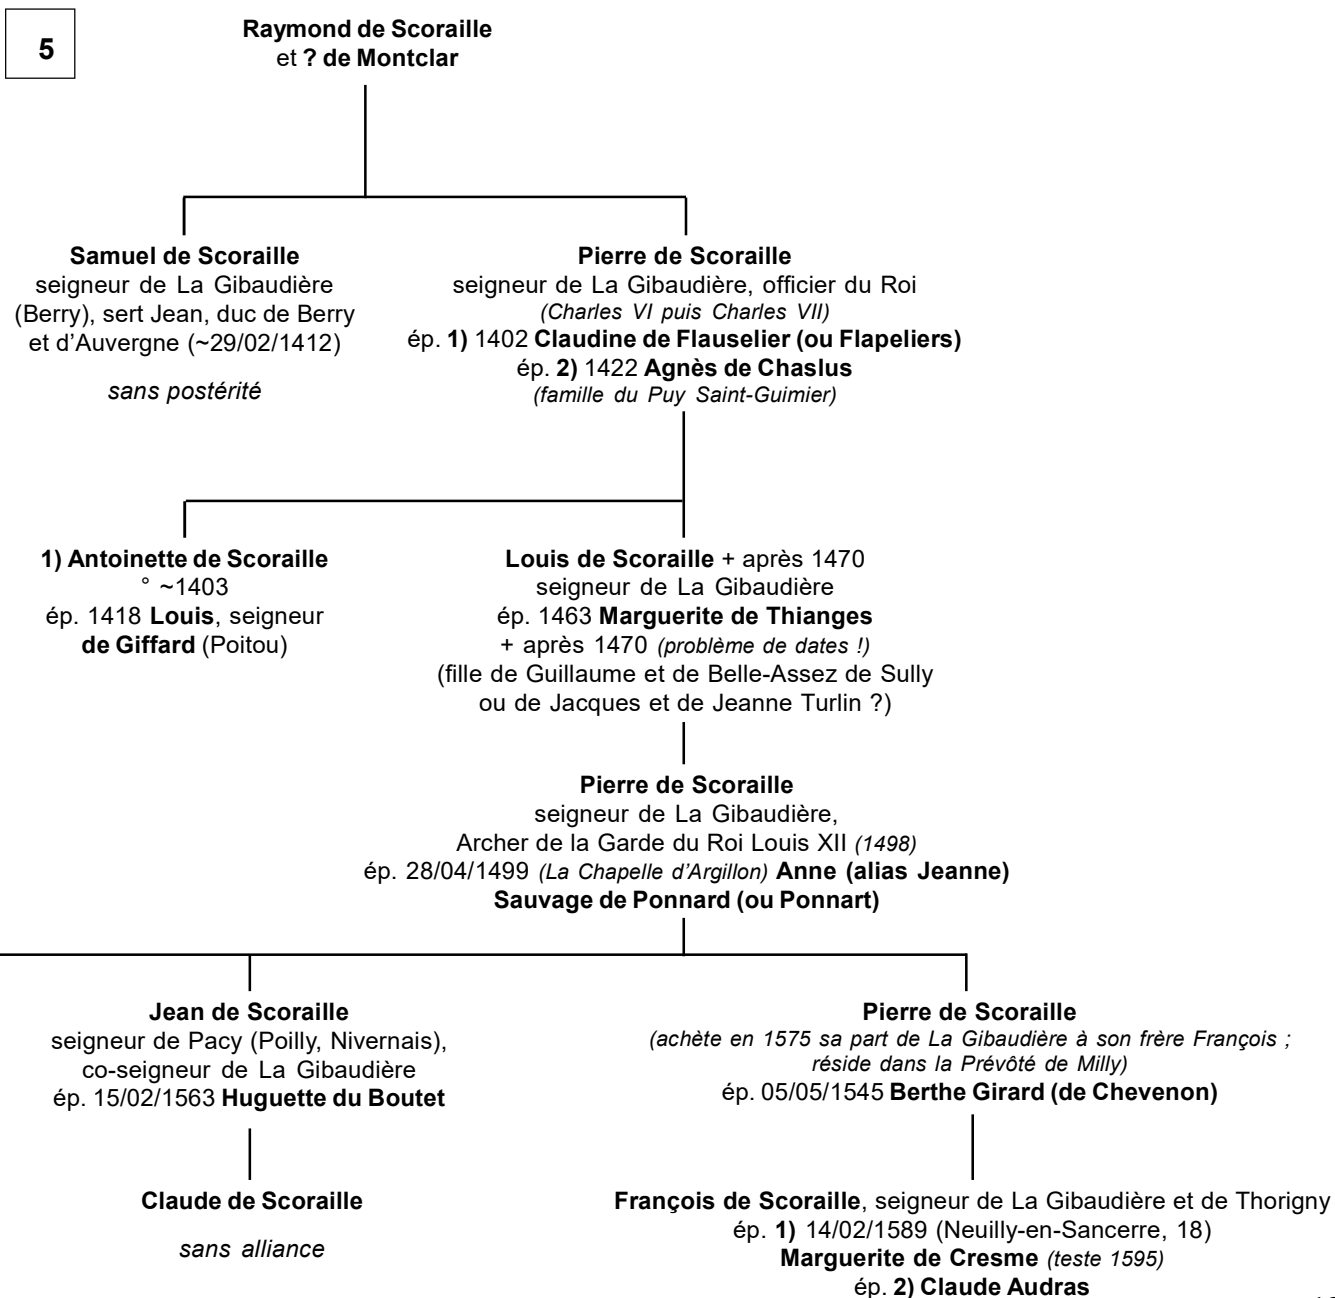 5
Raymond de Scoraille
et ? de Montclar
Samuel de Scoraille
seigneur de La Gibaudière
(Berry), sert Jean, duc de Berry
et d'Auvergne (~29/02/1412)
sans postérité
Pierre de Scoraille
seigneur de La Gibaudière, officier du Roi
(Charles VI puis Charles VII)
ép. 1) 1402 Claudine de Flauselier (ou Flapeliers)
ép. 2) 1422 Agnès de Chaslus
(famille du Puy Saint-Guimier)
1) Antoinette de Scoraille
° ~1403
ép. 1418 Louis, seigneur
de Giffard (Poitou)
Louis de Scoraille + après 1470
seigneur de La Gibaudière
ép. 1463 Marguerite de Thianges
+ après 1470 (problème de dates !)
(fille de Guillaume et de Belle-Assez de Sully
ou de Jacques et de Jeanne Turlin ?)
Pierre de Scoraille
seigneur de La Gibaudière,
Archer de la Garde du Roi Louis XII (1498)
ép. 28/04/1499 (La Chapelle d'Argillon) Anne (alias Jeanne)
Sauvage de Ponnard (ou Ponnart)
Jean de Scoraille
seigneur de Pacy (Poilly, Nivernais),
co-seigneur de La Gibaudière
ép. 15/02/1563 Huguette du Boutet
Pierre de Scoraille
(achète en 1575 sa part de La Gibaudière à son frère François ;
réside dans la Prévôté de Milly)
ép. 05/05/1545 Berthe Girard (de Chevenon)
Claude de Scoraille
sans alliance
François de Scoraille, seigneur de La Gibaudière et de Thorigny
ép. 1) 14/02/1589 (Neuilly-en-Sancerre, 18)
Marguerite de Cresme (teste 1595)
ép. 2) Claude Audras